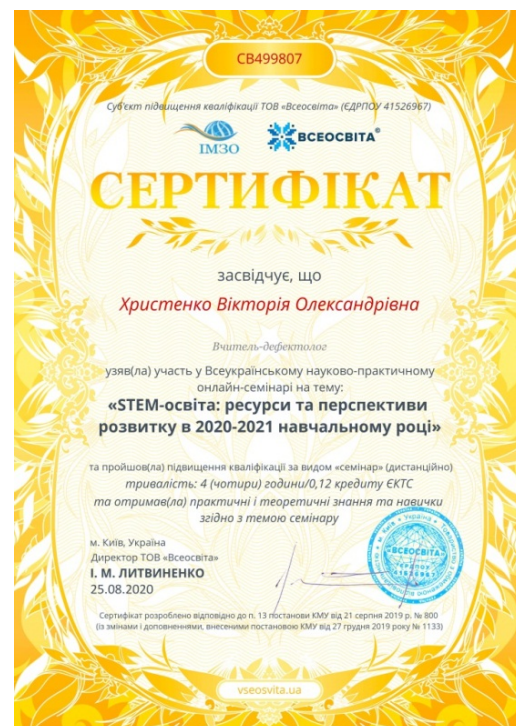 СВ499807
Суб'єкт підвищення кваліфікації ТОВ «Всеосвіта» (ЄДРПОУ 41526967)
ІМЗО
ВСЕОСВІТА®
СЕРТИФІКАТ
засвідчує, що
Христенко Вікторія Олександрівна
Вчитель-дефектолог
узяв(ла) участь у Всеукраїнському науково-практичному
онлайн-семінарі на тему:
«STEM-освіта: ресурси та перспективи
розвитку в 2020-2021 навчальному році»
та пройшов(ла) підвищення кваліфікації за видом «семінар» (дистанційно)
тривалість: 4 (чотири) години/0,12 кредиту ЄКТС
та отримав(ла) практичні і теоретичні знання та навички
згідно з темою семінару
м. Київ, Україна
Директор ТОВ «Всеосвіта»
І. М. ЛИТВИНЕНКО
25.08.2020
«ВСЕОСВІТА»
ЄДРПОУ
41526967
Сертифікат розроблено відповідно до п. 13 постанови КМУ від 21 серпня 2019 р. № 800
(із змінами і доповненнями, внесеними постановою КМУ від 27 грудня 2019 року № 1133)
vseosvita.ua